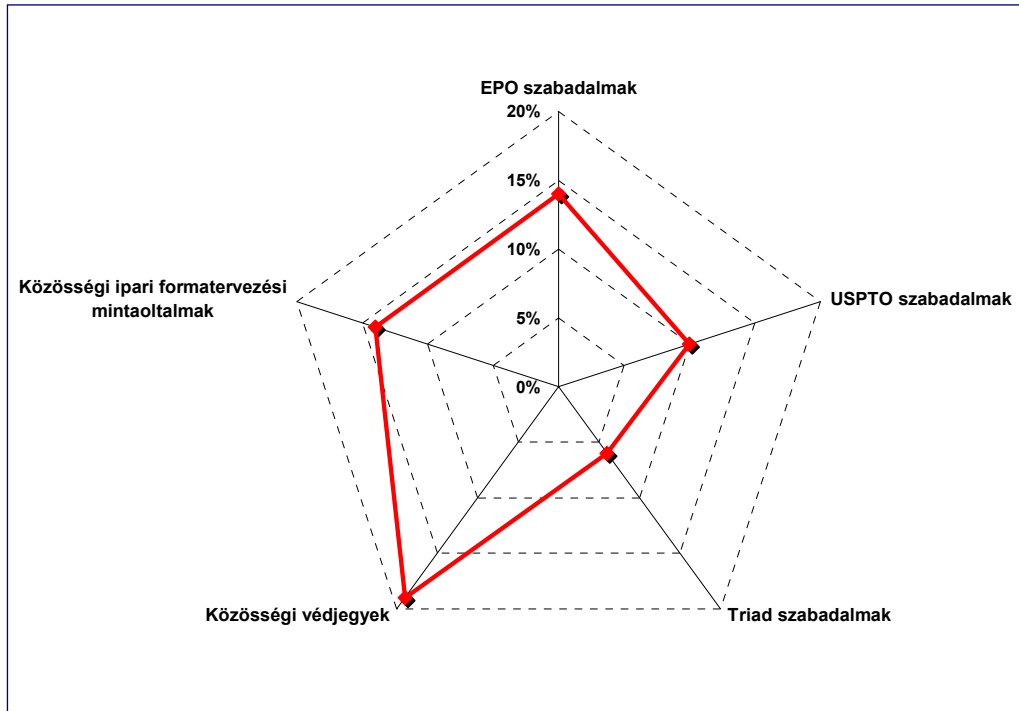 EPO szabadalmak
20%
15%
10%
5%
0%
USPTO szabadalmak
Triad szabadalmak
Közösségi védjegyek
Közösségi ipari formatervezési
mintaoltalmak